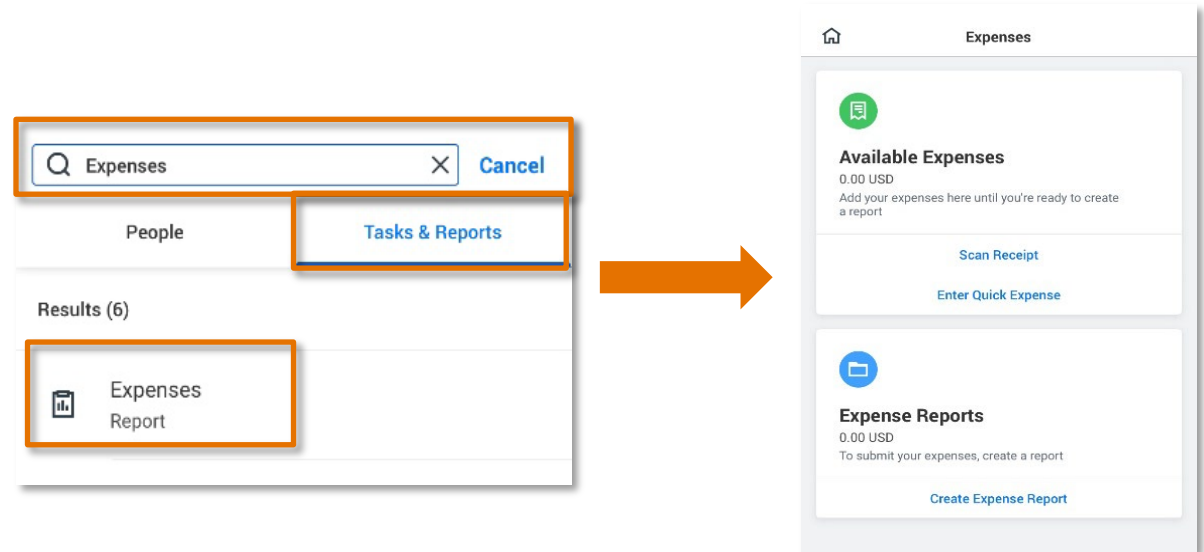 Expenses
Cancel
People
Tasks & Reports
Results (6)
Expenses
Report
Expenses
Available Expenses
0.00 USD
Add your expenses here until you're ready to create
a report
Scan Receipt
Enter Quick Expense
Expense Reports
0.00 USD
To submit your expenses, create a report
Create Expense Report